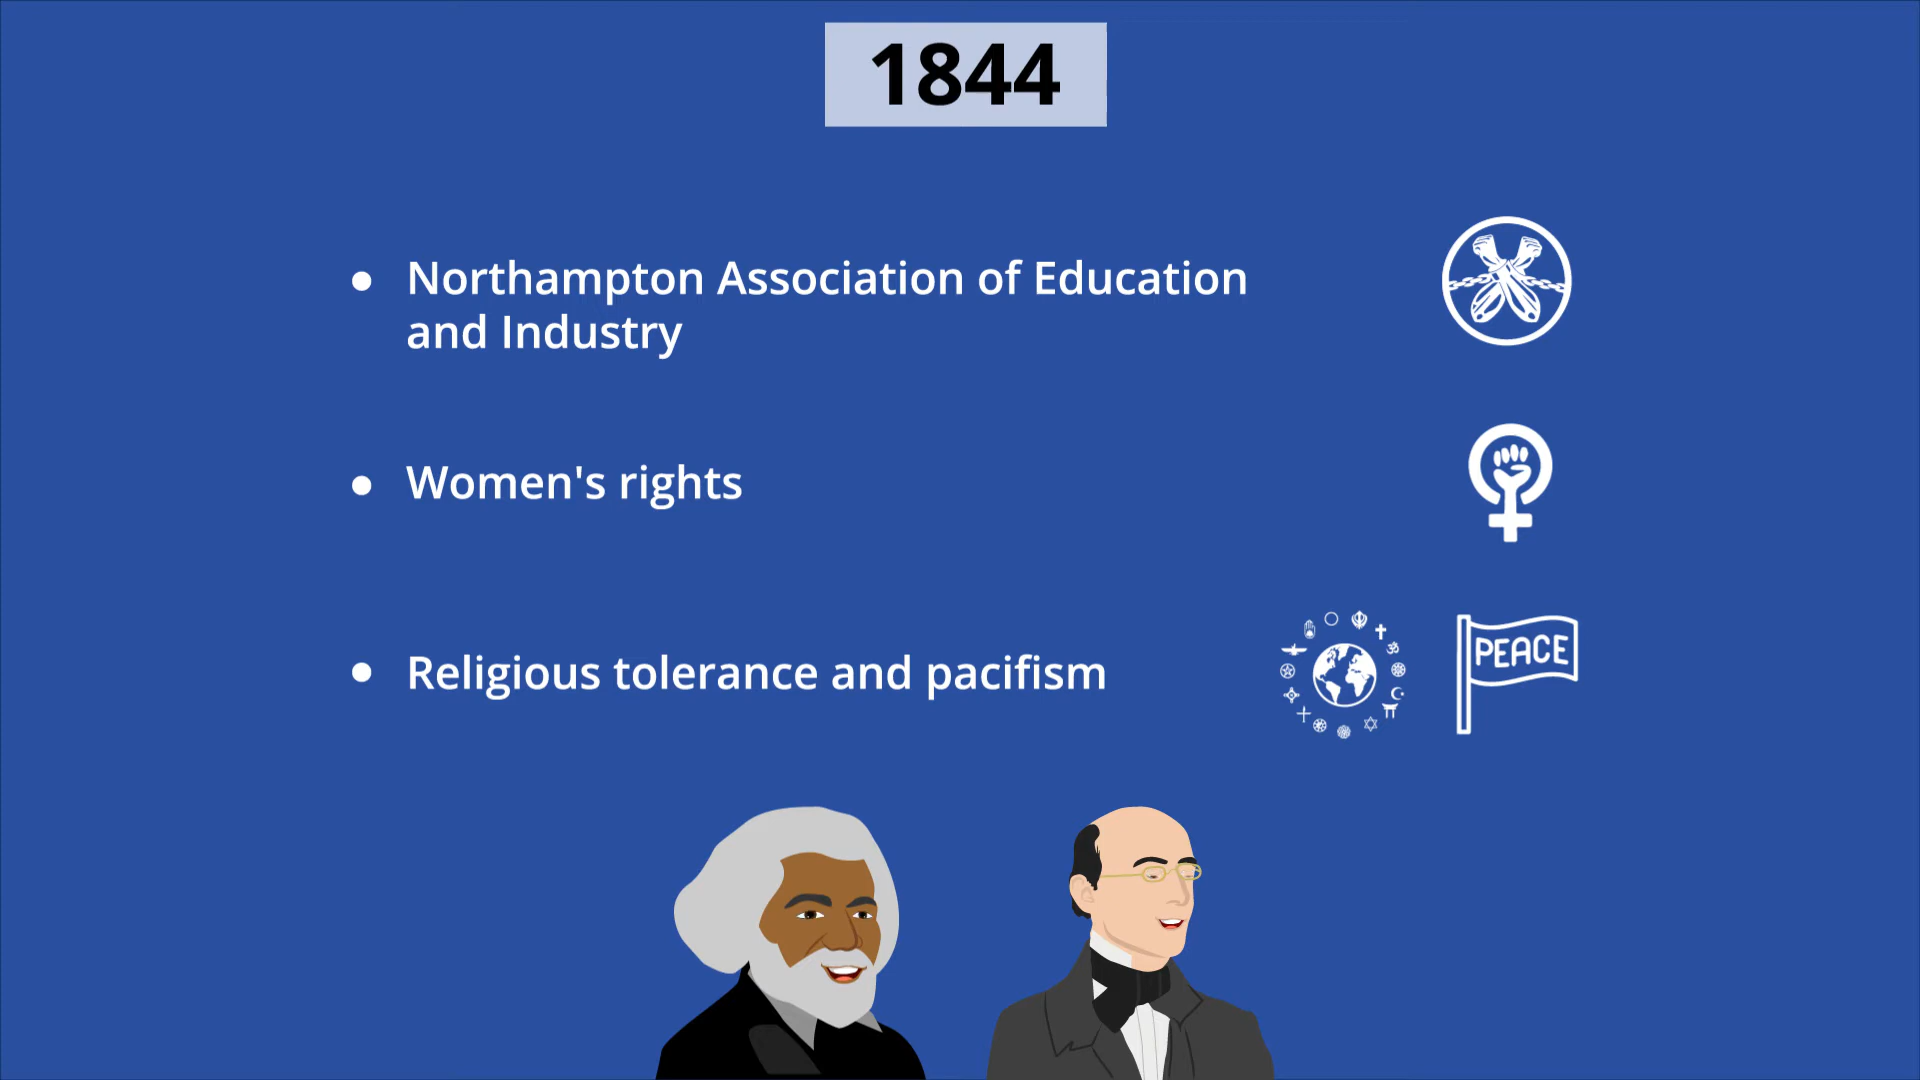 1844
• Northampton Association of Education
and Industry
• Women's rights
• Religious tolerance and pacifism
PEACE